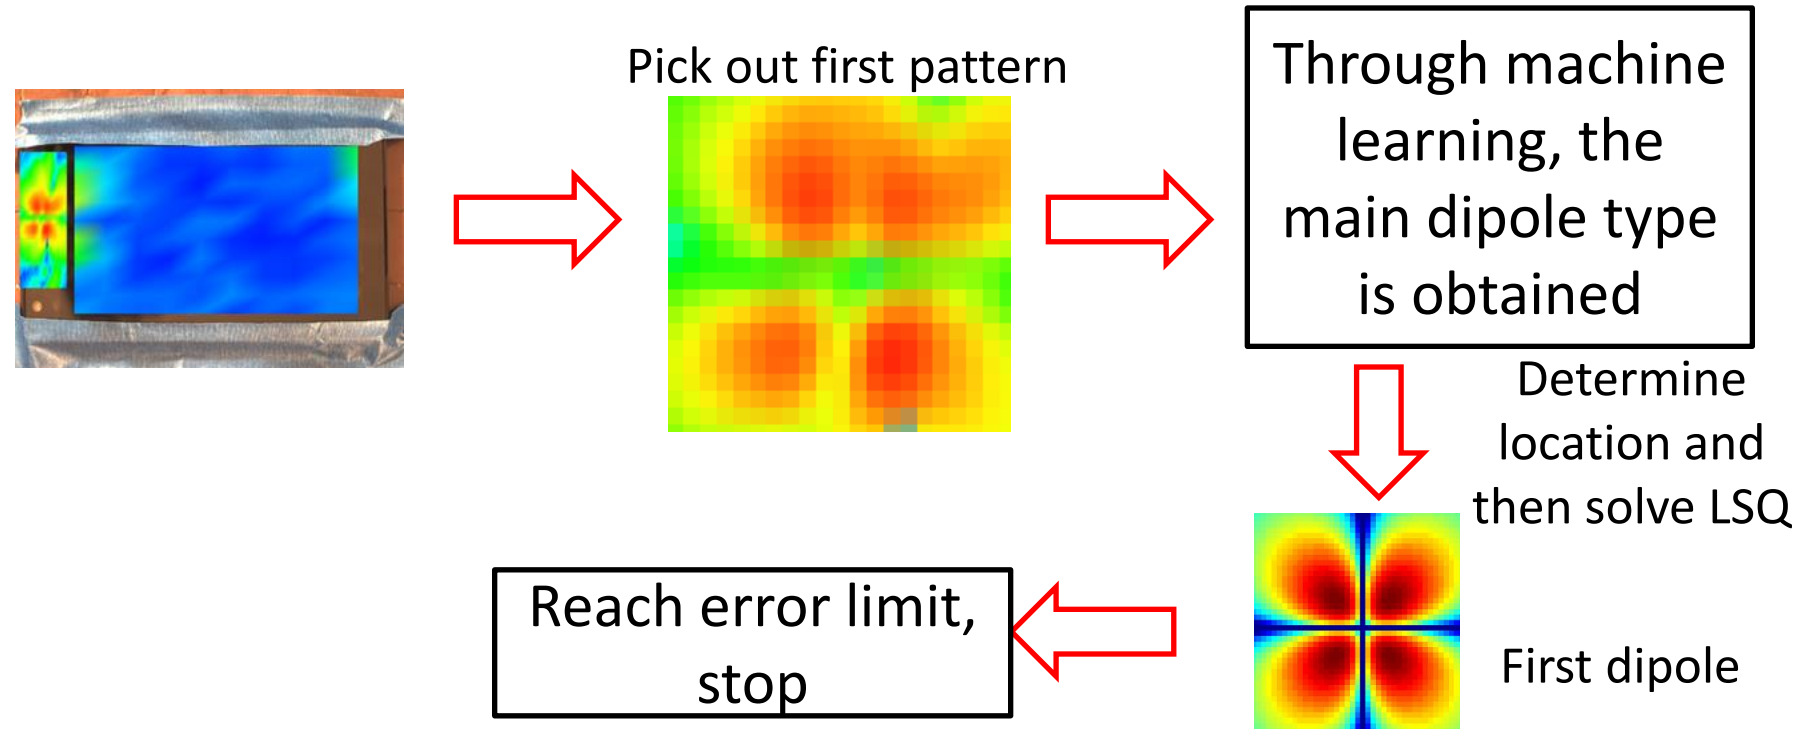 Pick out first pattern
Through machine
learning, the
main dipole type
is obtained
Determine
location and
then solve LSQ
First dipole
Reach error limit,
stop